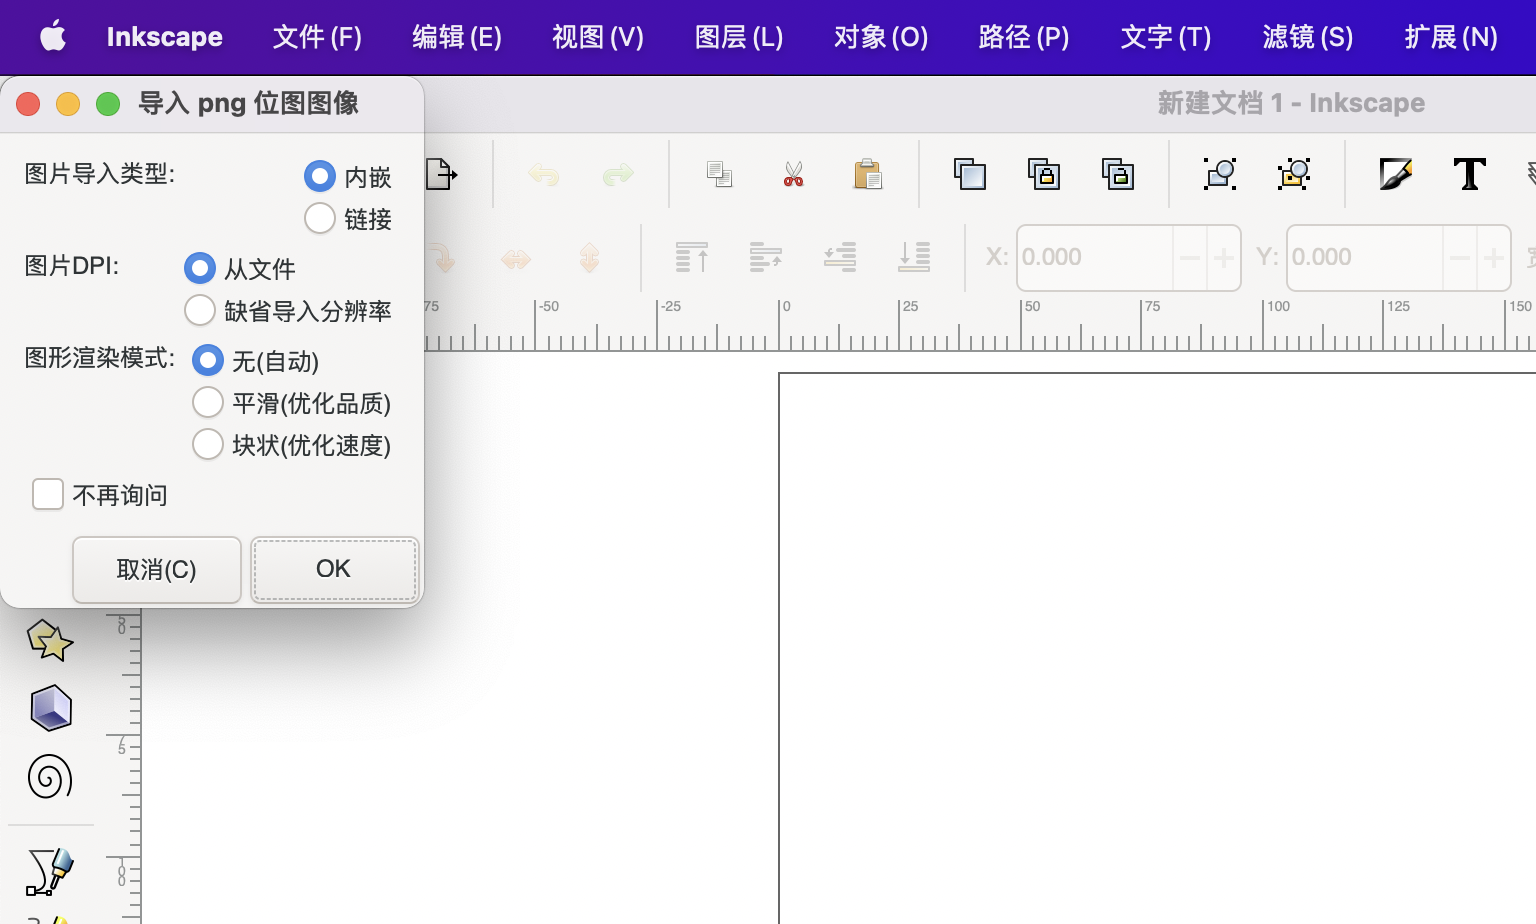 Inkscape 文件 (F) 编辑 (E) 视图 (V) 图层 (L) 对象 (O) 路径 (P) 文字 (T) 滤镜 (S) 扩展 (N)
导入 png 位图图像
新建文档 1 - Inkscape
图片导入类型:
内嵌
链接
图片DPI:
从文件
缺省导入分辨率
图形渲染模式:
无(自动)
平滑(优化品质)
块状(优化速度)
不再询问
取消(C) OK
X: 0.000 Y: 0.000
75 -50 -25 0 25 50 75 100 125 150
50
75
100